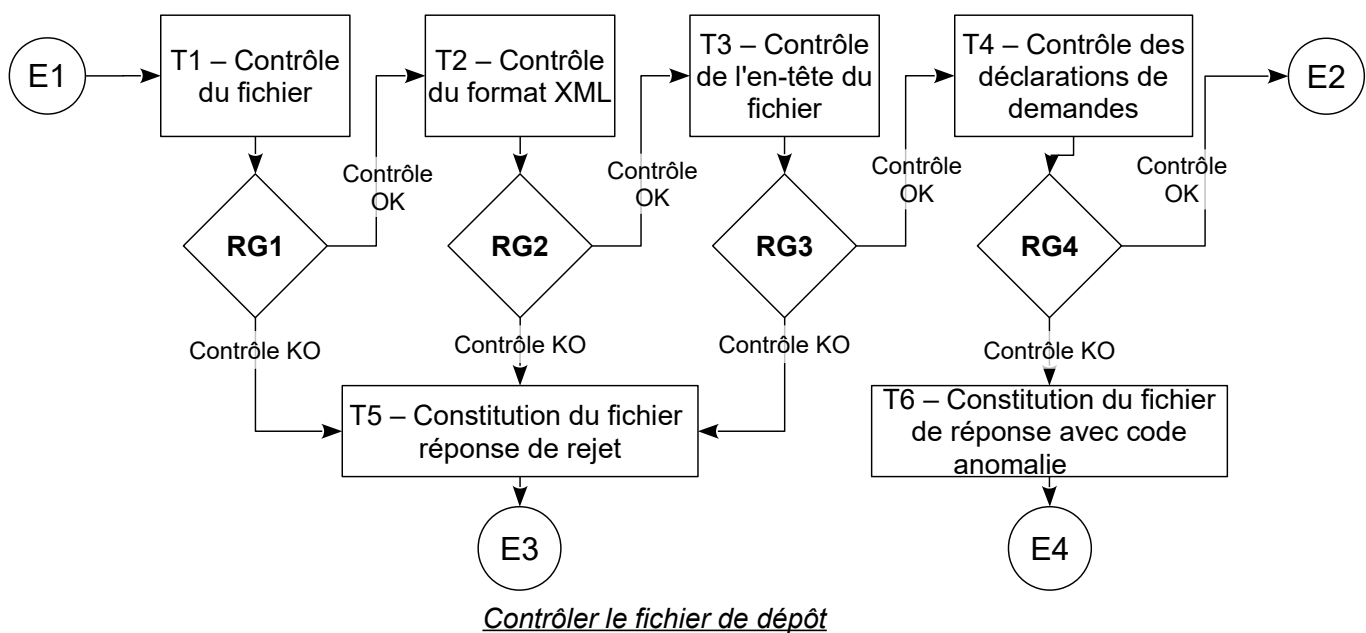 E1
T1 – Contrôle
du fichier
T2 – Contrôle
du format XML
T3 – Contrôle
de l'en-tête du
fichier
T4 – Contrôle des
déclarations de
demandes
E2
Contrôle
OK
Contrôle
OK
Contrôle
OK
Contrôle
OK
RG1
RG2
RG3
RG4
Contrôle KO
Contrôle KO
Contrôle KO
Contrôle KO
T5 – Constitution du fichier
réponse de rejet
T6 – Constitution du fichier
de réponse avec code
anomalie
E3
E4
Contrôler le fichier de dépôt